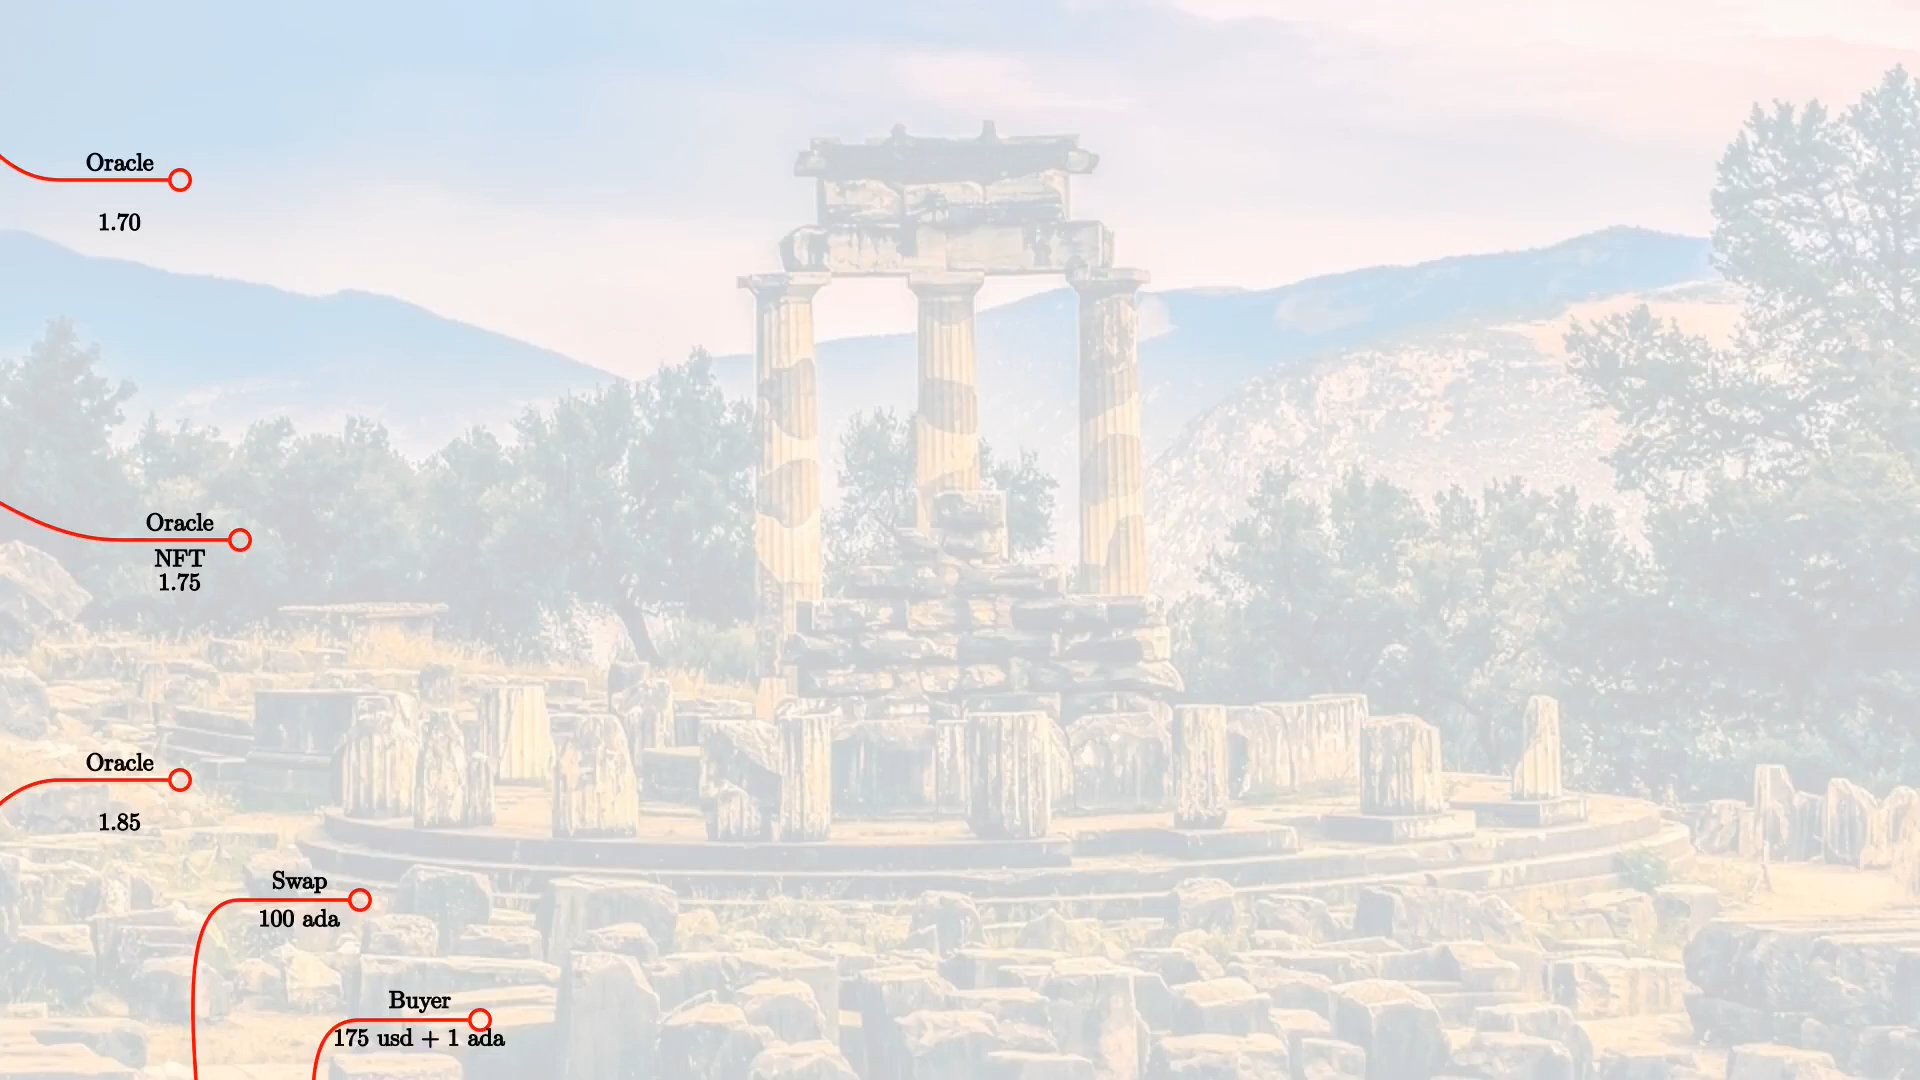 Oracle
1.70
Oracle
NFT
1.75
Oracle
1.85
Swap
100 ada
Buyer
175 usd + 1 ada